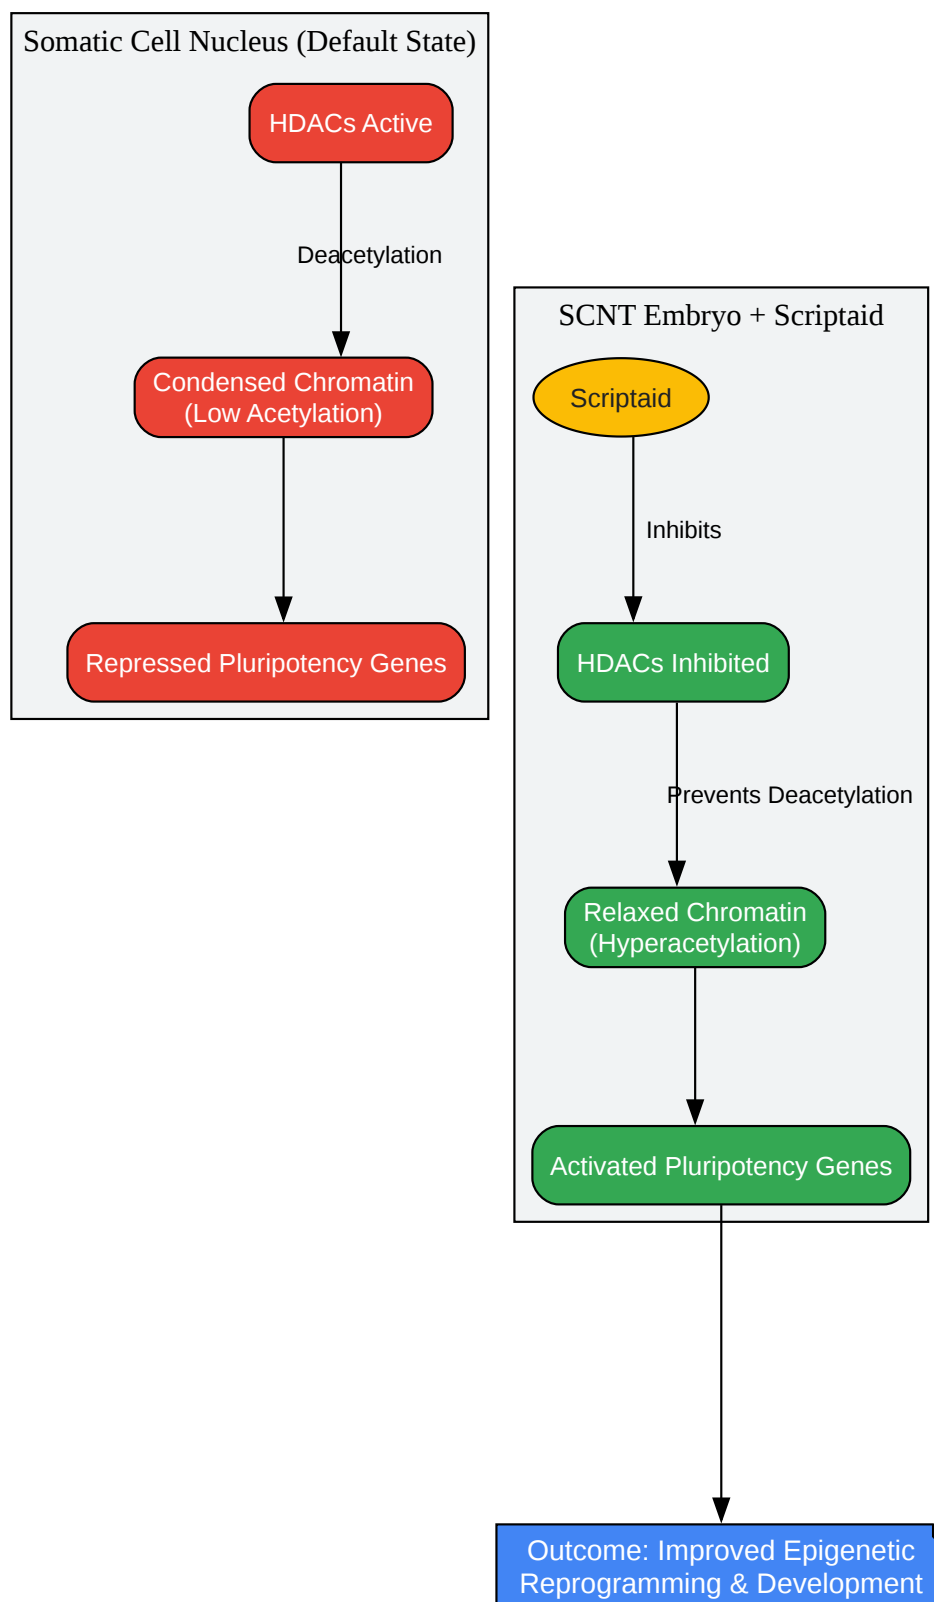 Somatic Cell Nucleus (Default State)
HDACs Active
Deacetylation
Condensed Chromatin
(Low Acetylation)
Repressed Pluripotency Genes
SCNT Embryo + Scriptaid
Scriptaid
Inhibits
HDACs Inhibited
Prevents Deacetylation
Relaxed Chromatin
(Hyperacetylation)
Activated Pluripotency Genes
Outcome: Improved Epigenetic
Reprogramming & Development